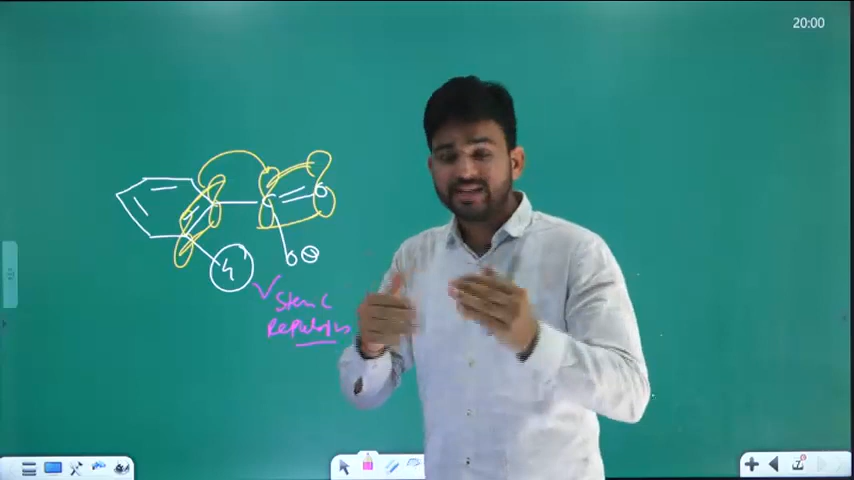 20:00
O
G'
O⊖
Steric
Repulsion